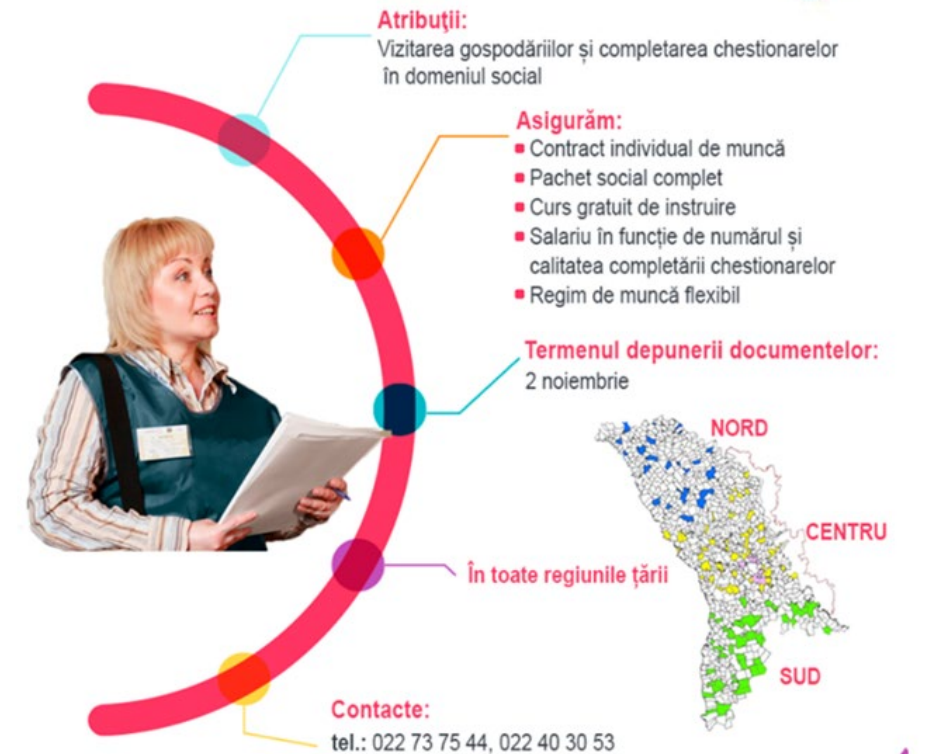 Atribuţii:
Vizitarea gospodăriilor și completarea chestionarelor
în domeniul social
Asigurăm:
Contract individual de muncă
Pachet social complet
Curs gratuit de instruire
Salariu în funcție de numărul și
calitatea completării chestionarelor
Regim de muncă flexibil
Termenul depunerii documentelor:
2 noiembrie
NORD
CENTRU
În toate regiunile țării
SUD
Contacte:
tel.: 022 73 75 44, 022 40 30 53